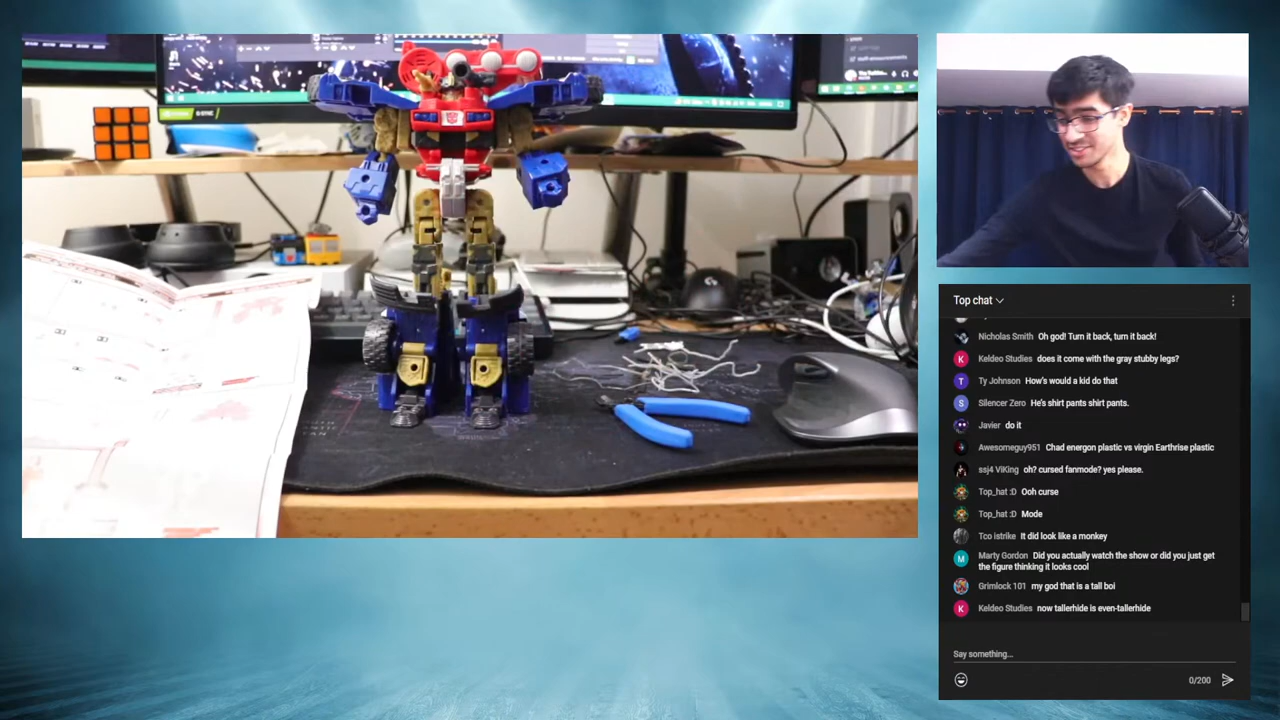 G-SYNC
Top chat
Nicholas Smith Oh god! Turn it back, turn it back!
K Keldeo Studies does it come with the gray stubby legs?
T Ty Johnson How's would a kid do that
S Silencer Zero He's shirt pants shirt pants.
Javier do it
Awesomeguy951 Chad energon plastic vs virgin Earthrise plastic
ssj4 ViKing oh? cursed fanmode? yes please.
Top_hat :D Ooh curse
Top_hat :D Mode
Tco istrike It did look like a monkey
M Marty Gordon Did you actually watch the show or did you just get
the figure thinking it looks cool
Grimlock 101 my god that is a tall boi
K Keldeo Studies now tallerhide is even-tallerhide
Say something...
0/200